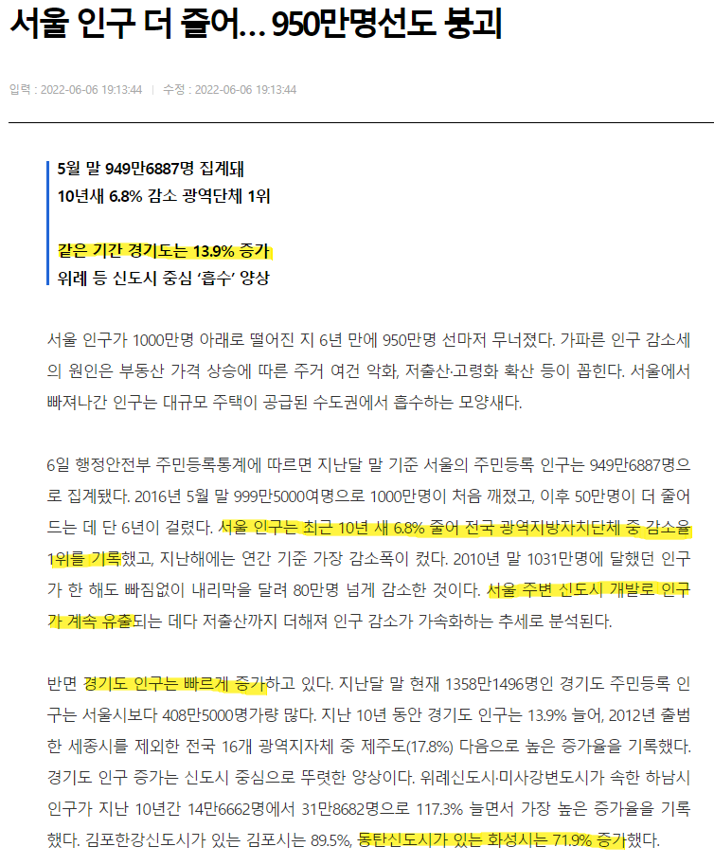 서울 인구 더 줄어… 950만명선도 붕괴
입력 : 2022-06-06 19:13:44 | 수정 : 2022-06-06 19:13:44
5월 말 949만6887명 집계돼
10년새 6.8% 감소 광역단체 1위
같은 기간 경기도는 13.9% 증가
위례 등 신도시 중심 ‘흡수’ 양상
서울 인구가 1000만명 아래로 떨어진 지 6년 만에 950만명 선마저 무너졌다. 가파른 인구 감소세
의 원인은 부동산 가격 상승에 따른 주거 여건 악화, 저출산·고령화 확산 등이 꼽힌다. 서울에서
빠져나간 인구는 대규모 주택이 공급된 수도권에서 흡수하는 모양새다.
6일 행정안전부 주민등록통계에 따르면 지난달 말 기준 서울의 주민등록 인구는 949만6887명으
로 집계됐다. 2016년 5월 말 999만5000여명으로 1000만명이 처음 깨졌고, 이후 50만명이 더 줄어
드는 데 단 6년이 걸렸다. 서울 인구는 최근 10년 새 6.8% 줄어 전국 광역지방자치단체 중 감소율
1위를 기록했고, 지난해에는 연간 기준 가장 감소폭이 컸다. 2010년 말 1031만명에 달했던 인구
가 한 해도 빠짐없이 내리막을 달려 80만명 넘게 감소한 것이다. 서울 주변 신도시 개발로 인구
가 계속 유출되는 데다 저출산까지 더해져 인구 감소가 가속화하는 추세로 분석된다.
반면 경기도 인구는 빠르게 증가하고 있다. 지난달 말 현재 1358만1496명인 경기도 주민등록 인
구는 서울시보다 408만5000명가량 많다. 지난 10년 동안 경기도 인구는 13.9% 늘어, 2012년 출범
한 세종시를 제외한 전국 16개 광역지자체 중 제주도(17.8%) 다음으로 높은 증가율을 기록했다.
경기도 인구 증가는 신도시 중심으로 뚜렷한 양상이다. 위례신도시·미사강변도시가 속한 하남시
인구가 지난 10년간 14만6662명에서 31만8682명으로 117.3% 늘면서 가장 높은 증가율을 기록
했다. 김포한강신도시가 있는 김포시는 89.5%, 동탄신도시가 있는 화성시는 71.9% 증가했다.